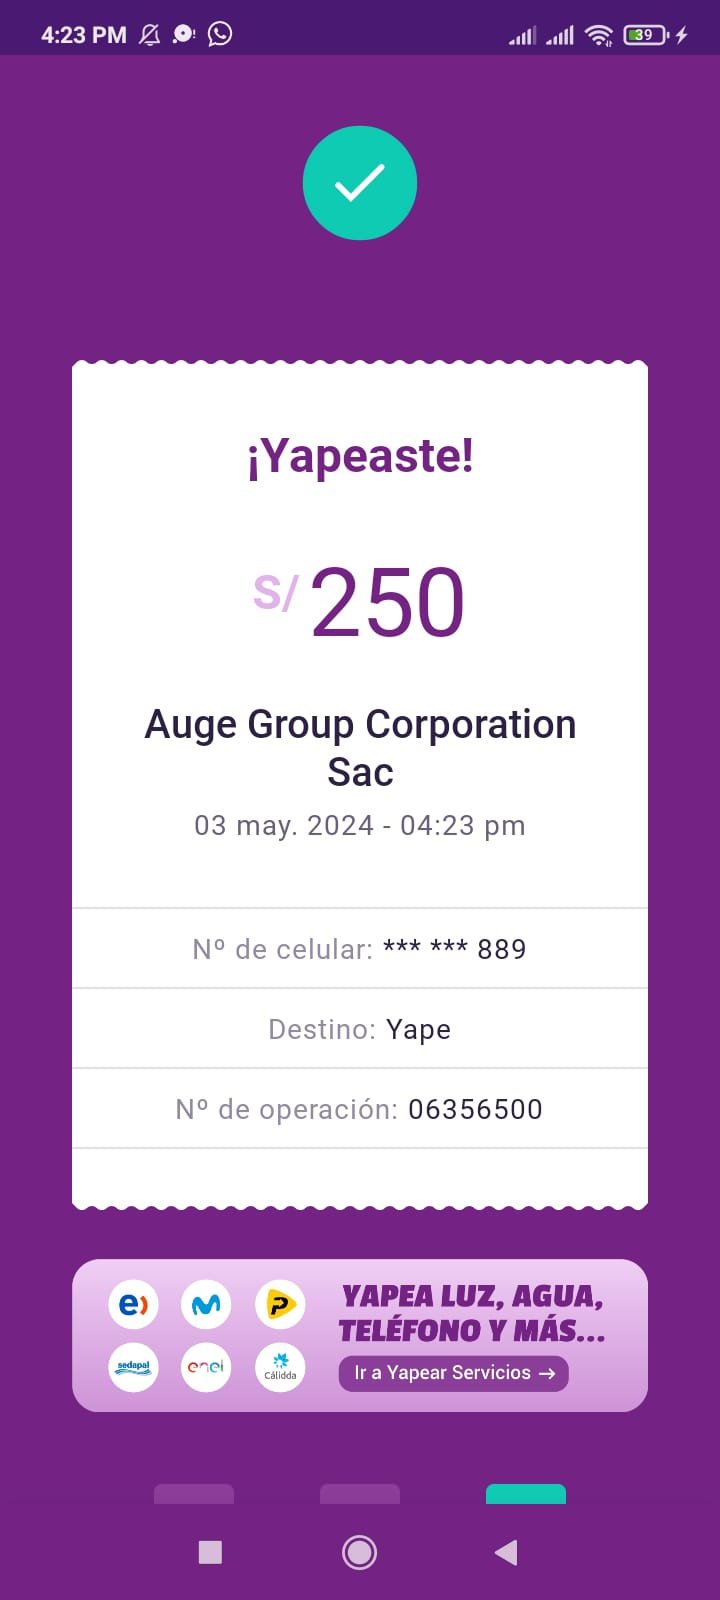 4:23 PM
39
¡Yapeaste!
S/ 250
Auge Group Corporation
Sac
03 may. 2024 - 04:23 pm
Nº de celular: *** *** 889
Destino: Yape
Nº de operación: 06356500
e)
P
YAPEA LUZ, AGUA,
TELÉFONO Y MÁS...
sedapal
enel
Cálidda
Ir a Yapear Servicios →